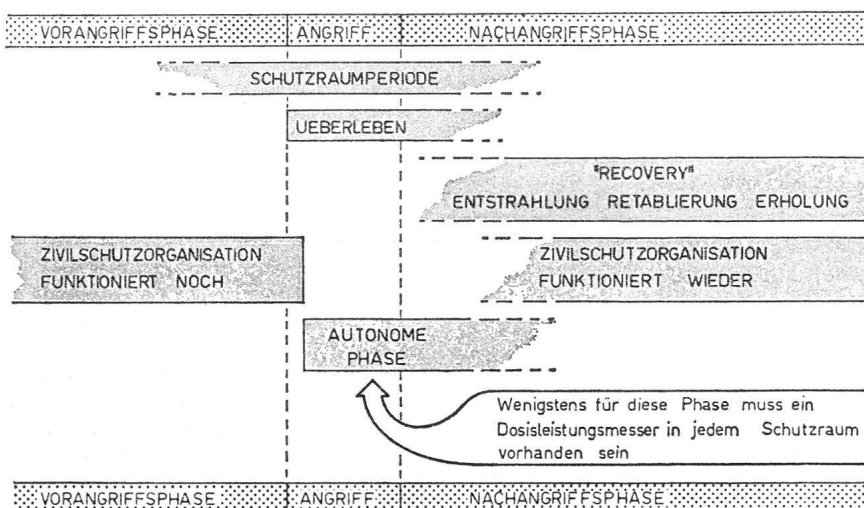 VORANGRIFFSPHASE ANGRIFF NACHANGRIFFSPHASE
SCHUTZRAUMPERIODE
UEBERLEBEN
"RECOVERY"
ENTSTRAHLUNG RETABLIERUNG ERHOLUNG
ZIVILSCHUTZORGANISATION
FUNKTIONIERT NOCH
ZIVILSCHUTZORGANISATION
FUNKTIONIERT WIEDER
AUTONOME
PHASE
Wenigstens für diese Phase muss ein
Dosisleistungsmesser in jedem Schutzraum
vorhanden sein
VORANGRIFFSPHASE ANGRIFF NACHANGRIFFSPHASE